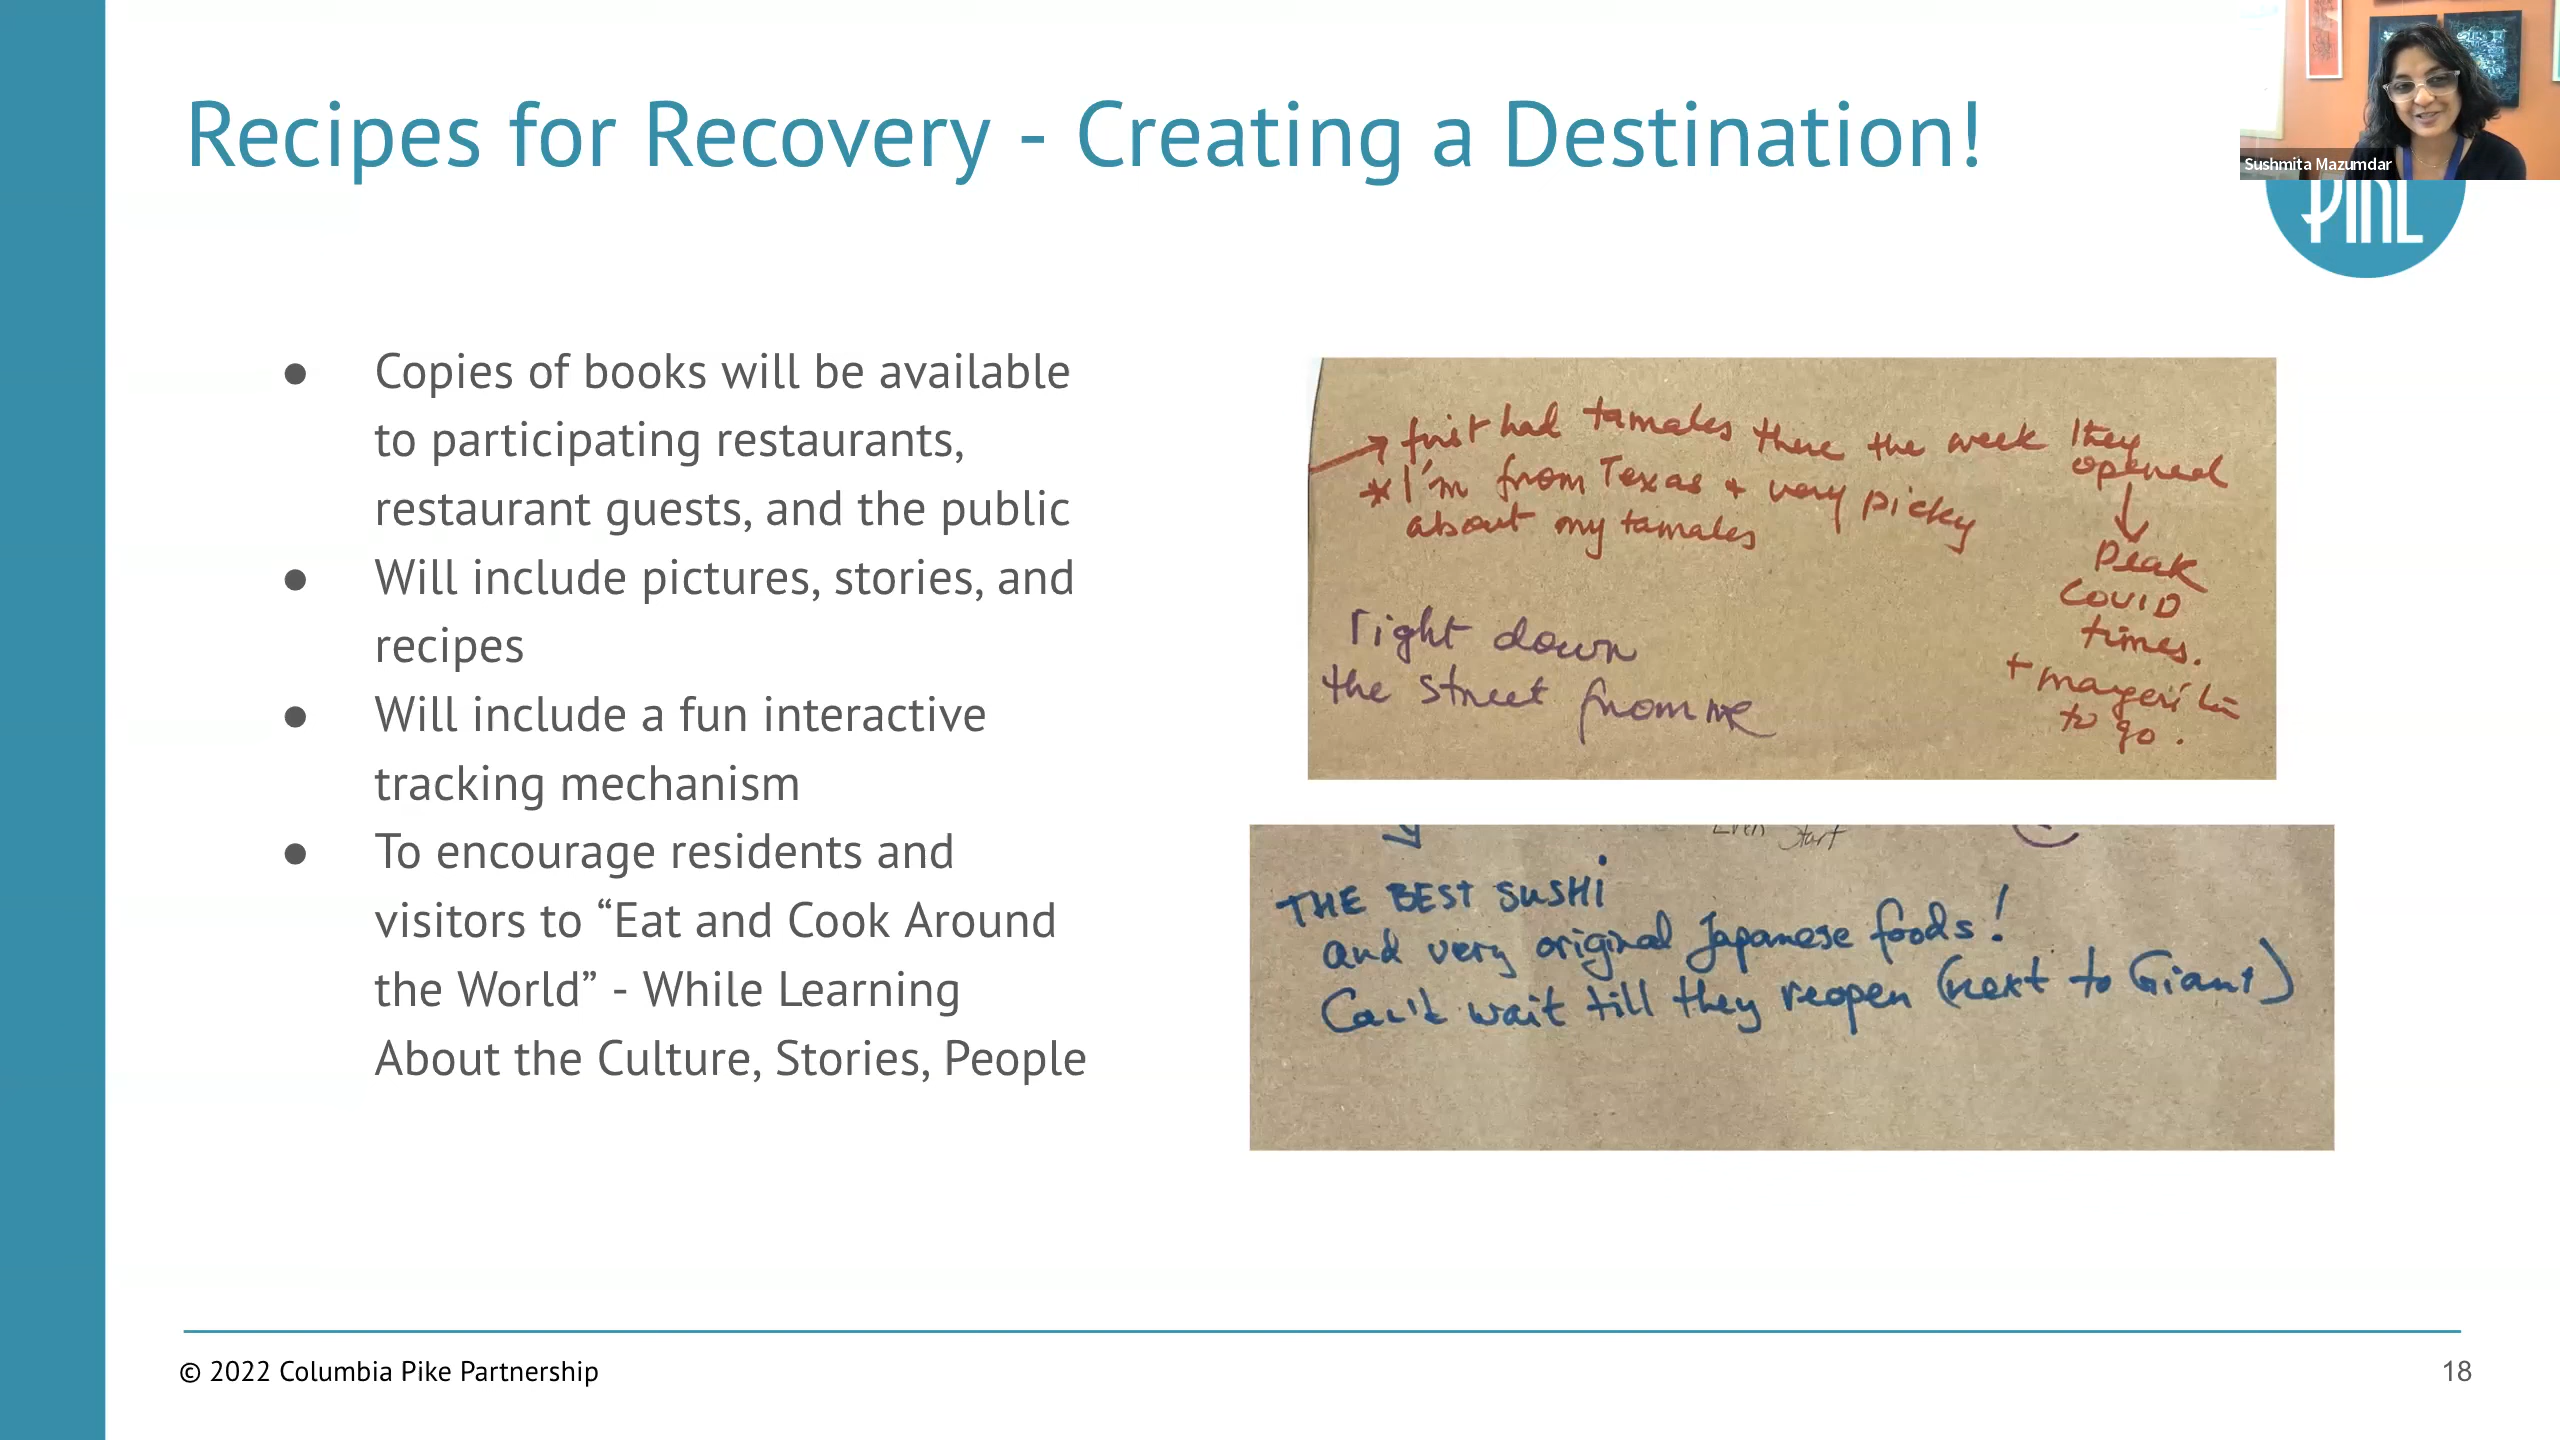 Recipes for Recovery - Creating a Destination!
Sushmita Mazumdar
● Copies of books will be available
to participating restaurants,
restaurant guests, and the public
● Will include pictures, stories, and
recipes
● Will include a fun interactive
tracking mechanism
● To encourage residents and
visitors to “Eat and Cook Around
the World” - While Learning
About the Culture, Stories, People
→ first had tamales there the week they
opened
* I'm from Texas + very picky
about my tamales
↓
Peak
COVID
times.
+ margerita
to go.
right down
the street from me
Even Start
THE BEST SUSHI
and very original Japanese foods!
Can't wait till they reopen (next to Giant)
© 2022 Columbia Pike Partnership
18